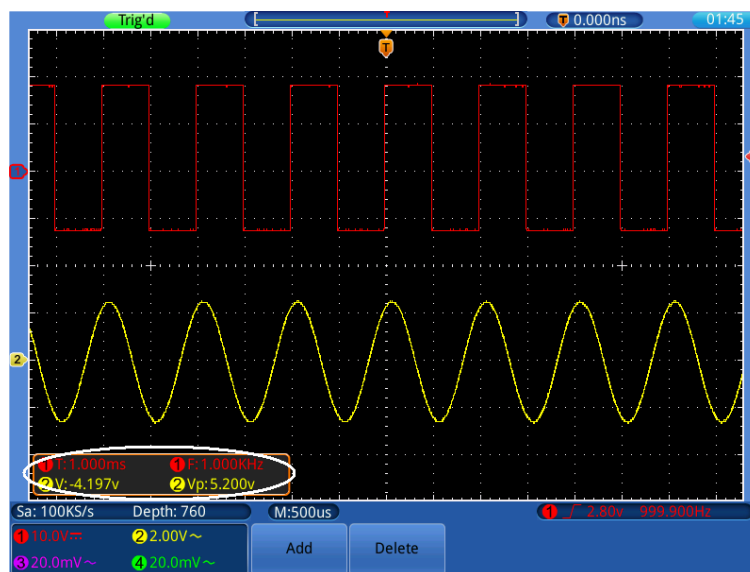 Trig'd T 0.000ns 01:45
T
1
2
1 T:1.000ms 1 F:1.000KHz
2 V:-4.197v 2 Vp:5.200v
Sa: 100KS/s Depth: 760 M:500us 1 2.80v 999.900Hz
1 10.0V 2 2.00V~
3 20.0mV~ 4 20.0mV~
Add Delete